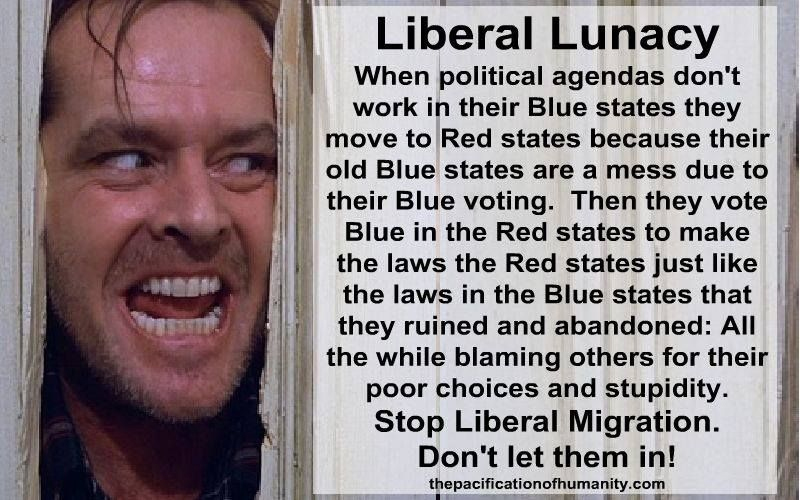 Liberal Lunacy
When political agendas don't
work in their Blue states they
move to Red states because their
old Blue states are a mess due to
their Blue voting.  Then they vote
Blue in the Red states to make
the laws the Red states just like
the laws in the Blue states that
they ruined and abandoned: All
the while blaming others for their
poor choices and stupidity.
Stop Liberal Migration.
Don't let them in!
thepacificationofhumanity.com